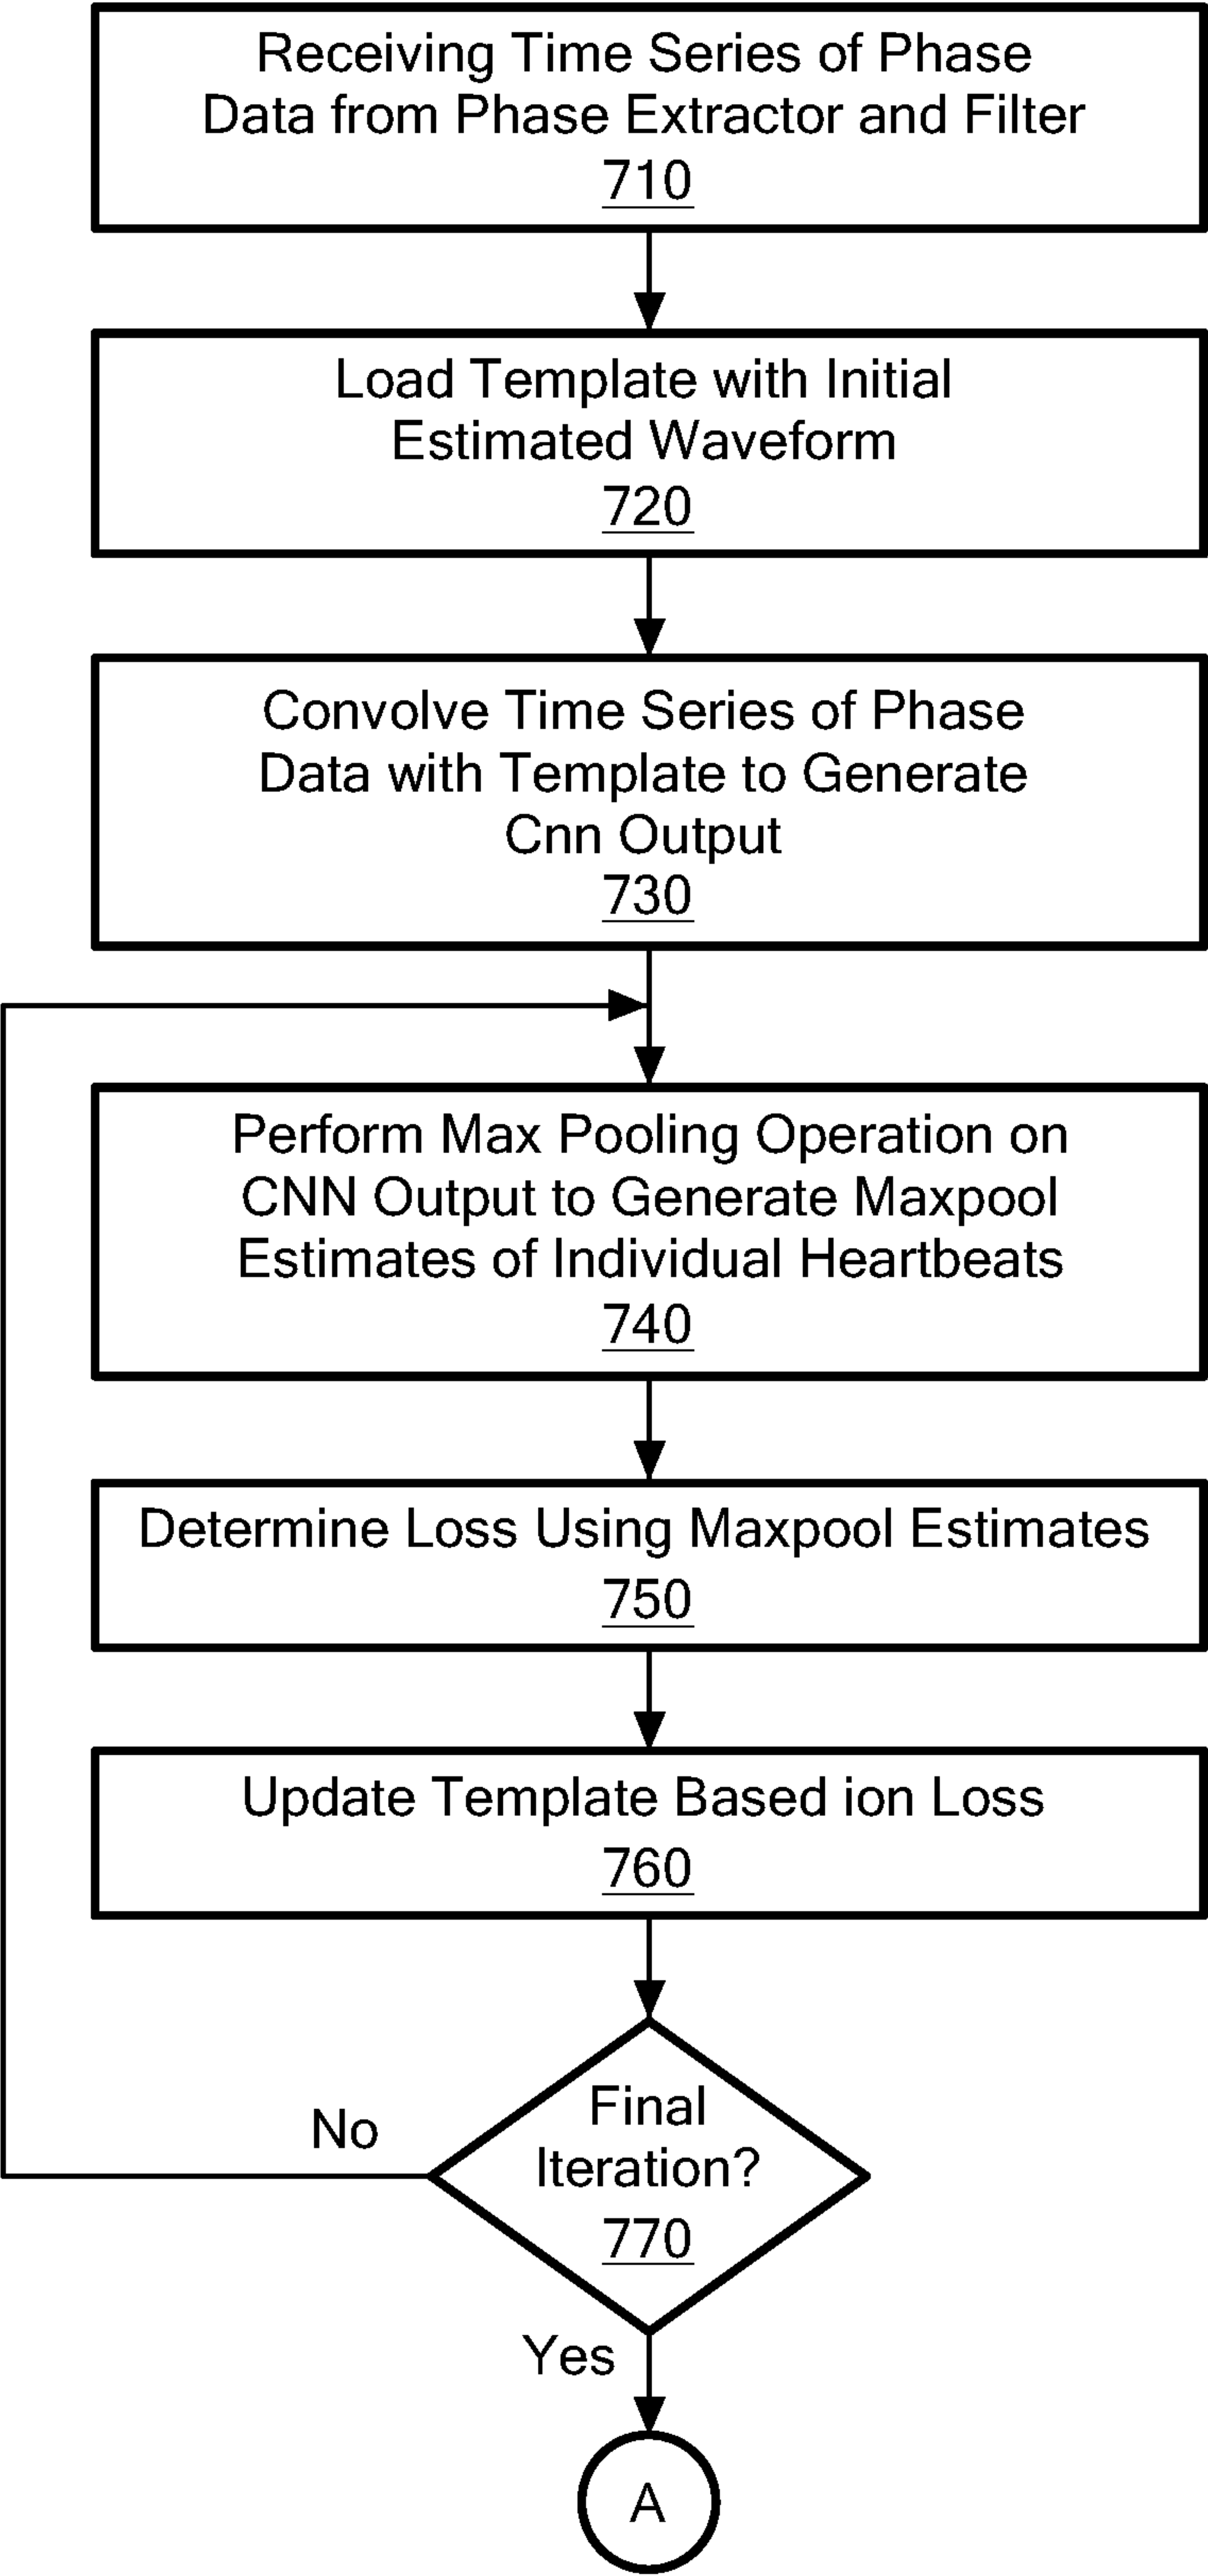 Receiving Time Series of Phase
Data from Phase Extractor and Filter
710
Load Template with Initial
Estimated Waveform
720
Convolve Time Series of Phase
Data with Template to Generate
Cnn Output
730
Perform Max Pooling Operation on
CNN Output to Generate Maxpool
Estimates of Individual Heartbeats
740
Determine Loss Using Maxpool Estimates
750
Update Template Based ion Loss
760
Final
Iteration?
770
No
Yes
A